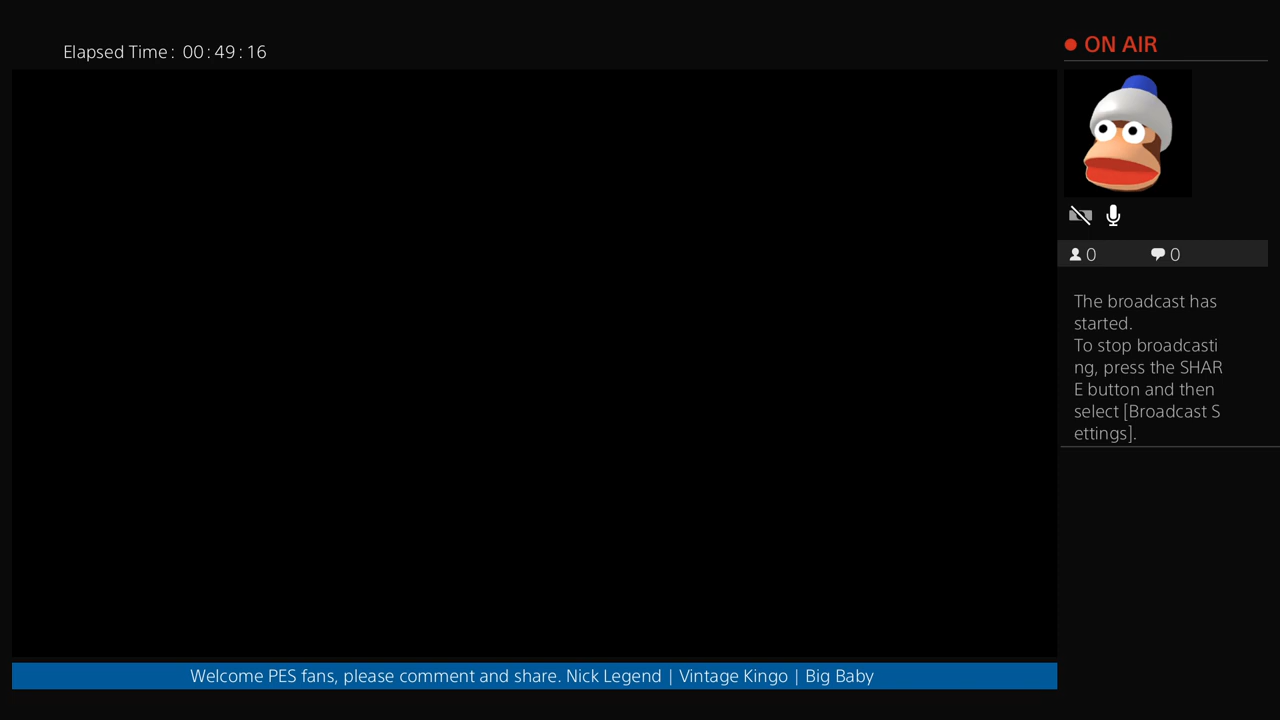 Elapsed Time: 00:49:16
ON AIR
0 0
The broadcast has
started.
To stop broadcasti
ng, press the SHAR
E button and then
select [Broadcast S
ettings].
Welcome PES fans, please comment and share. Nick Legend | Vintage Kingo | Big Baby